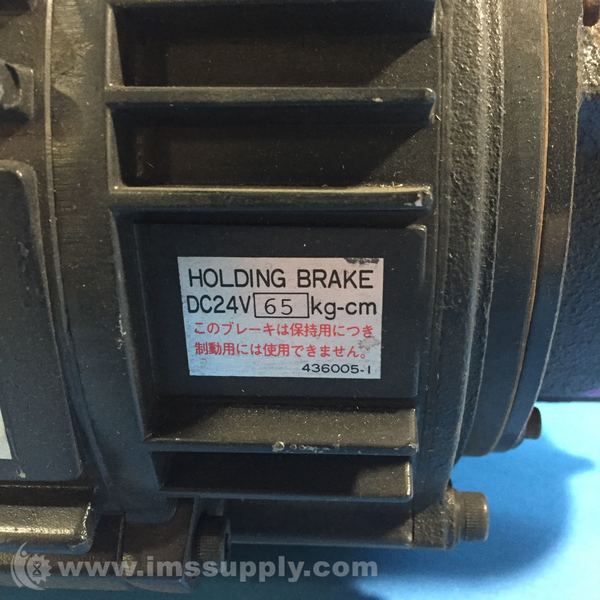 HOLDING BRAKE
DC24V 65 kg-cm
このブレーキは保持用につき
制動用には使用できません。
436005-1
www.imssupply.com